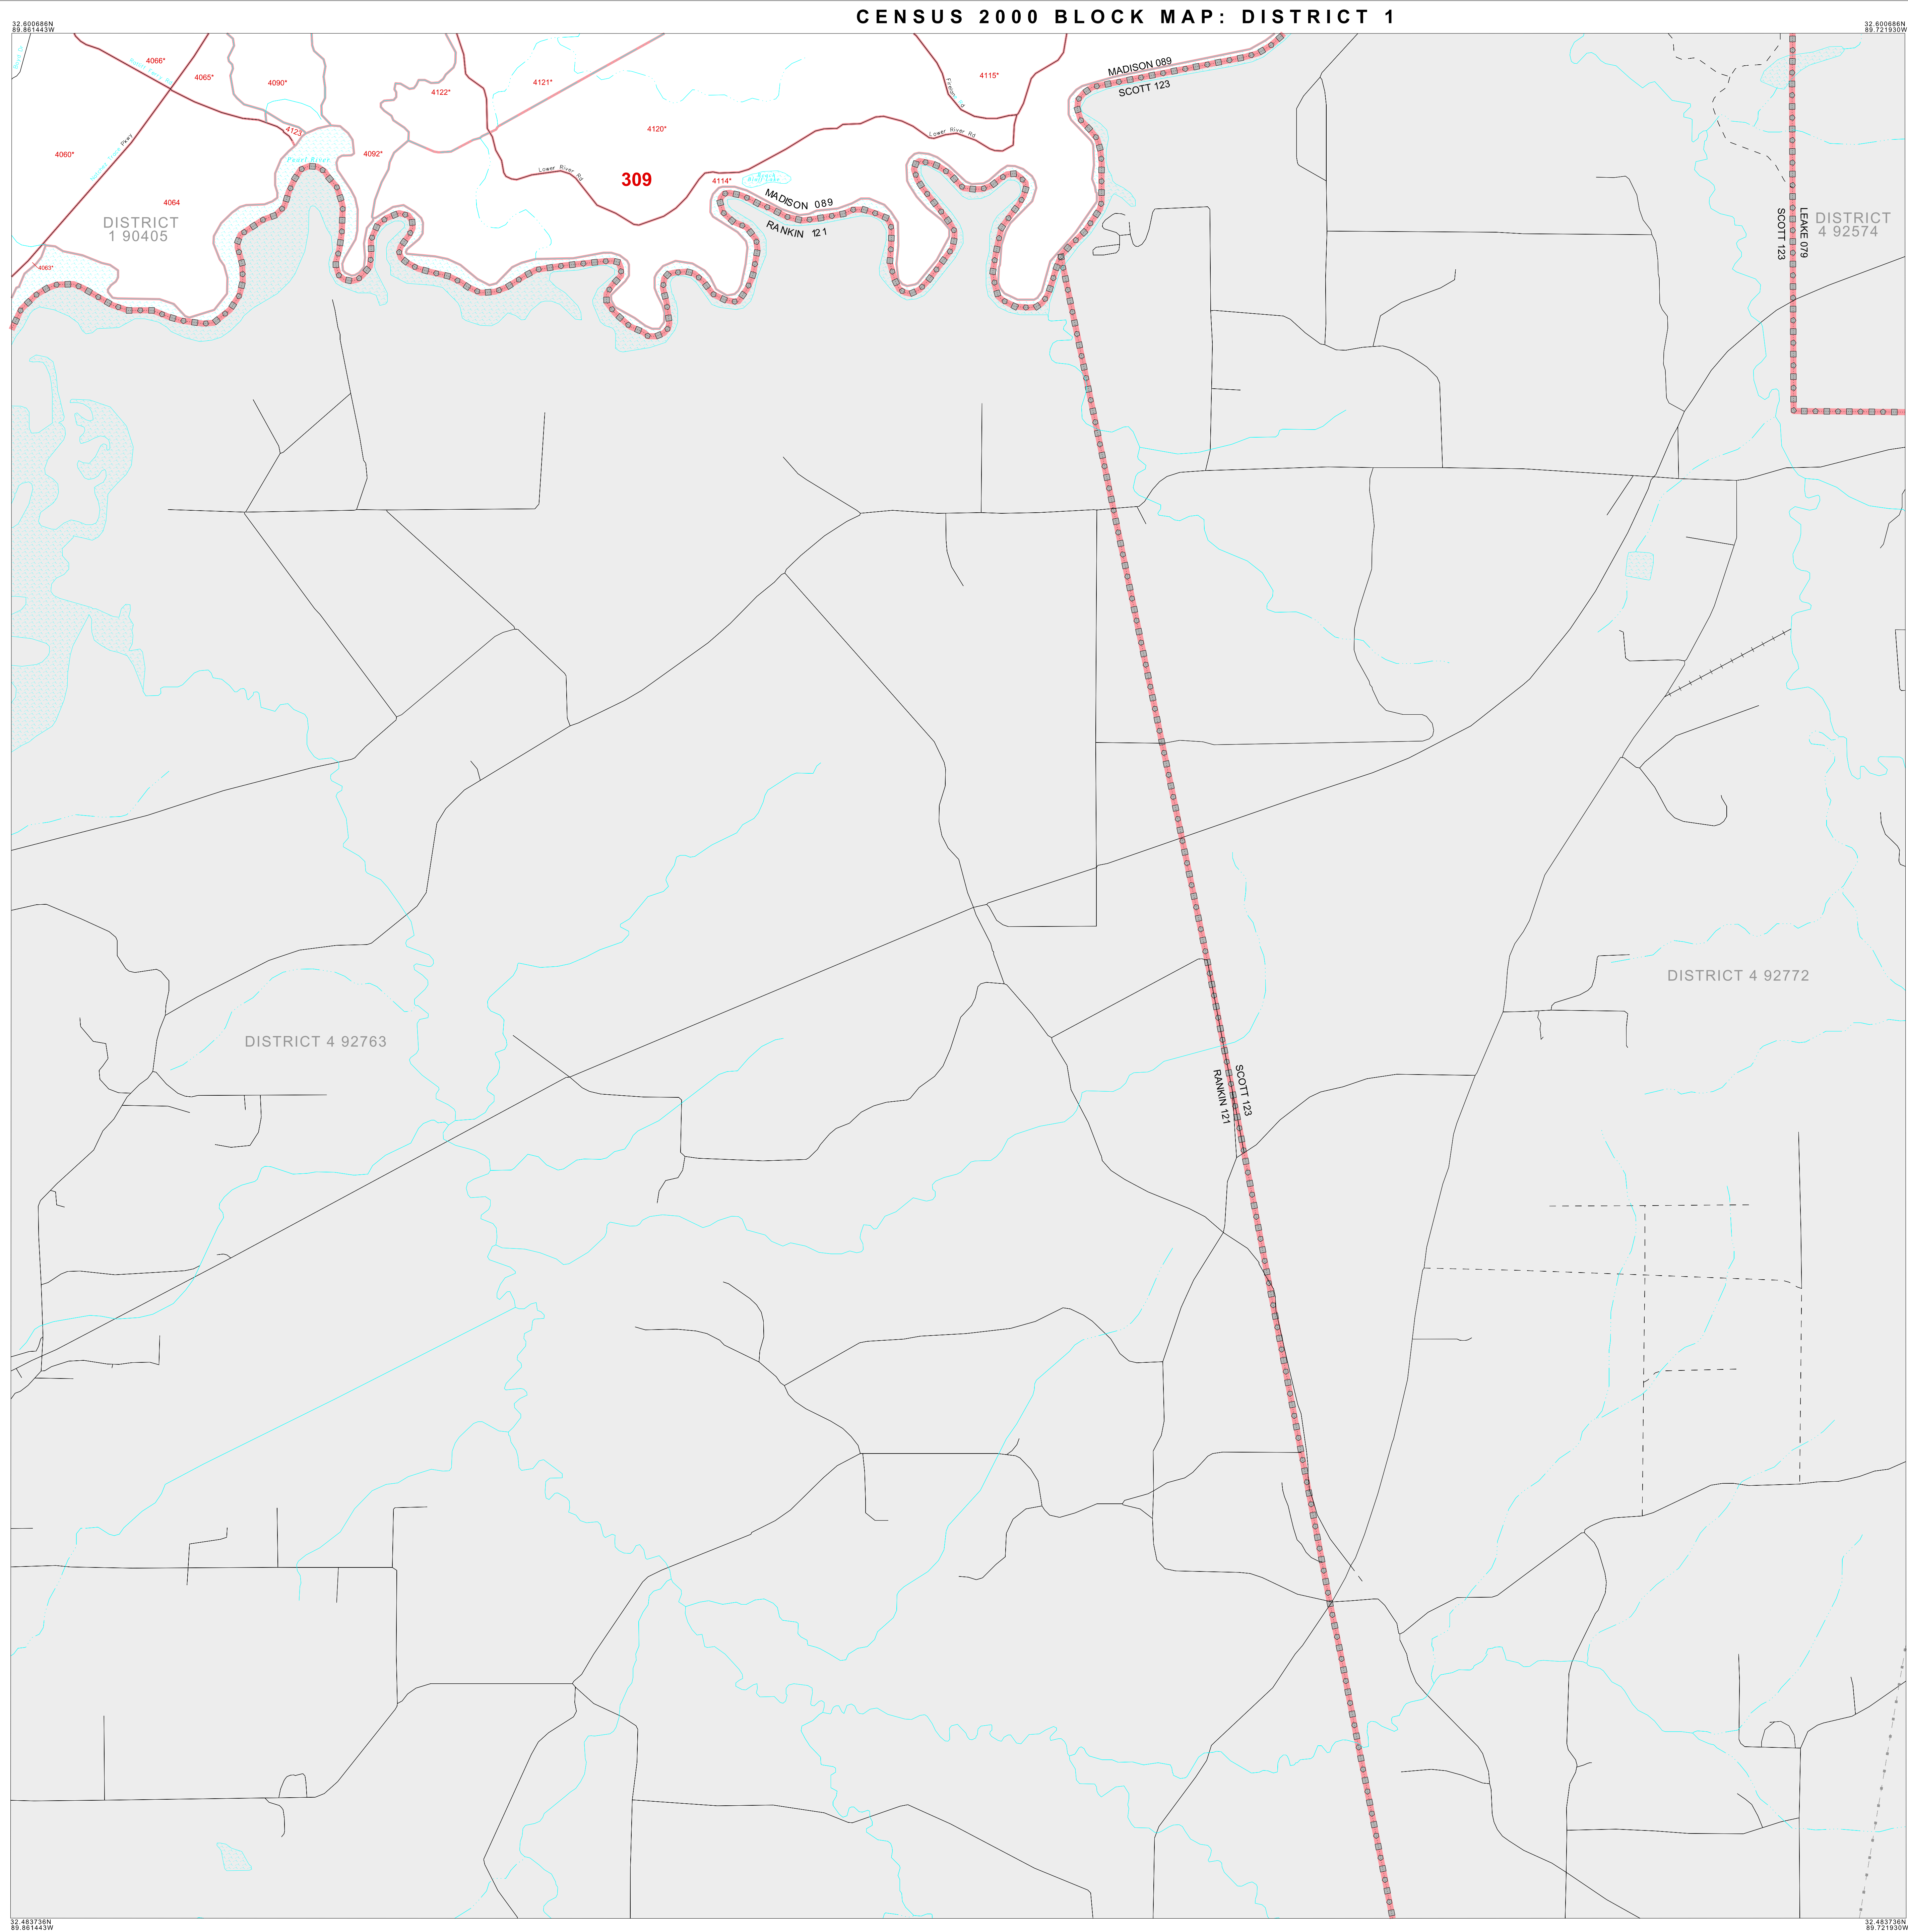 CENSUS 2000 BLOCK MAP: DISTRICT 1
32.600686N
89.861443W
32.600686N
89.721930W
4066*
4065*
4090*
4122*
4121*
4115*
MADISON 089
SCOTT 123
4123
4120*
Lower River Rd
4060*
Pkwy
Pearl River
4092*
Lower River Rd
309
4114*
4064
MADISON 089
RANKIN 121
DISTRICT
1 90405
SCOTT 123
LEAKE 079
DISTRICT
4 92574
4063*
DISTRICT 4 92772
DISTRICT 4 92763
SCOTT 123
RANKIN 121
32.483736N
89.861443W
32.483736N
89.721930W